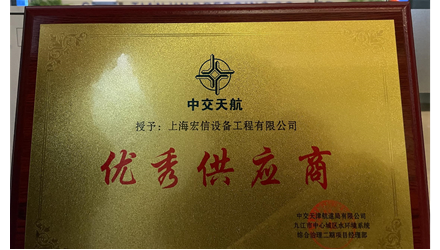 中交天航
授予：上海宏信设备工程有限公司
优秀供应商
中交天津航道局有限公司
九江市中心城区水环境系统
综合治理二期项目经理部